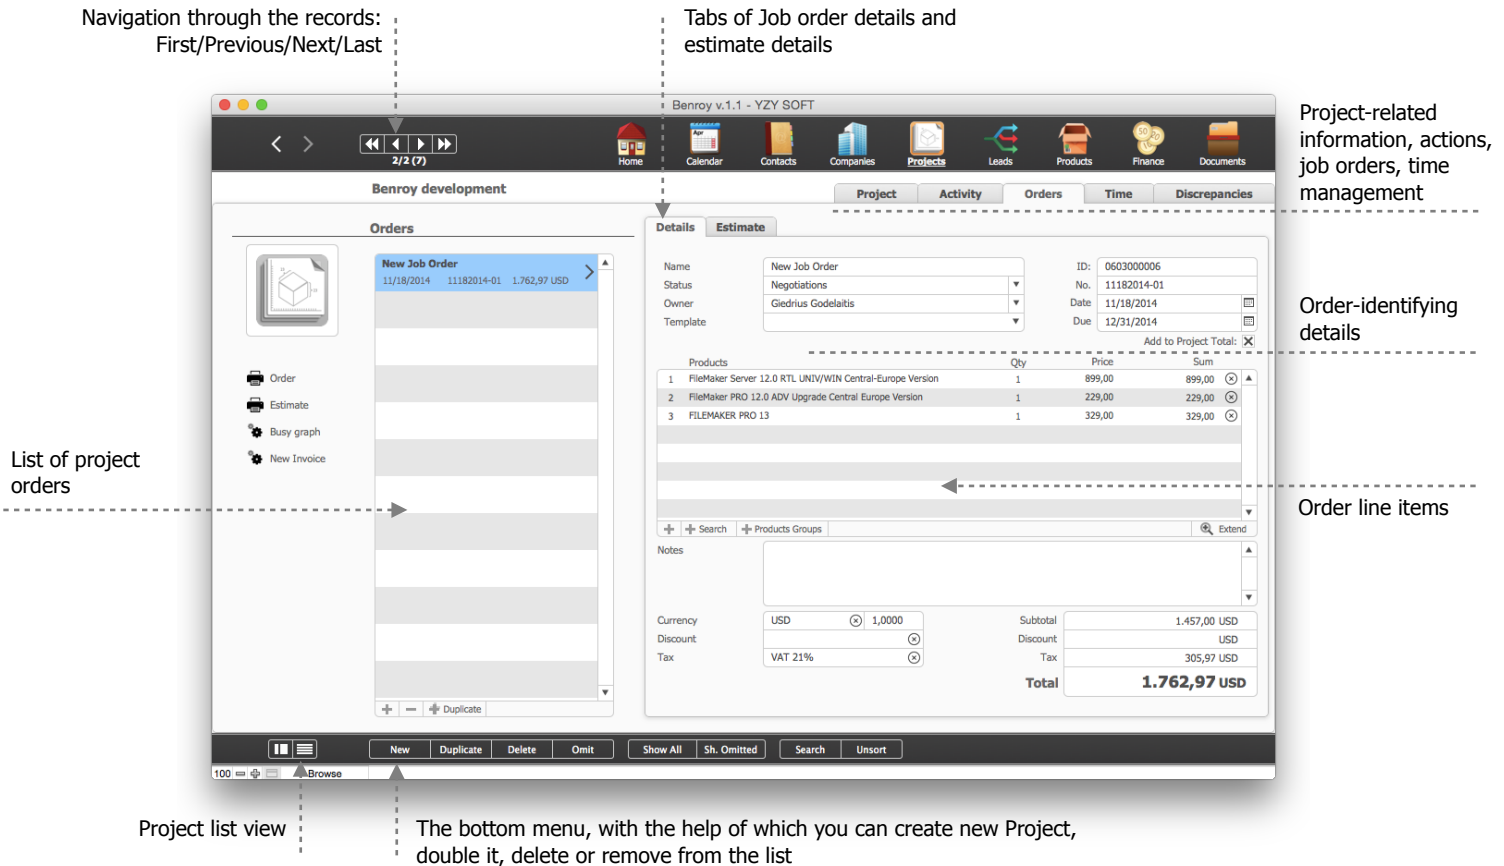 Navigation through the records:
First/Previous/Next/Last
Tabs of Job order details and
estimate details
Benroy v.1.1 - YZY SOFT
2/2 (7)
Home
Apr
Calendar
Contacts
Companies
Projects
Leads
Products
50 20
Finance
Documents
Project-related
information, actions,
job orders, time
management
Benroy development
Project Activity Orders Time Discrepancies
Orders
Details Estimate
New Job Order
11/18/2014 11182014-01 1.762,97 USD
Name New Job Order ID: 0603000006
Status Negotiations No. 11182014-01
Owner Giedrius Godelaitis Date 11/18/2014
Template Due 12/31/2014
Add to Project Total:
Order-identifying
details
Products Qty Price Sum
1 FileMaker Server 12.0 RTL UNIV/WIN Central-Europe Version 1 899,00 899,00
2 FileMaker PRO 12.0 ADV Upgrade Central Europe Version 1 229,00 229,00
3 FILEMAKER PRO 13 1 329,00 329,00
Order
Estimate
Busy graph
New Invoice
List of project
orders
Order line items
Search Products Groups Extend
Notes
Currency USD 1,0000 Subtotal 1.457,00 USD
Discount Discount USD
Tax VAT 21% Tax 305,97 USD
Total 1.762,97 USD
Duplicate
New Duplicate Delete Omit Show All Sh. Omitted Search Unsort
100 Browse
Project list view
The bottom menu, with the help of which you can create new Project,
double it, delete or remove from the list